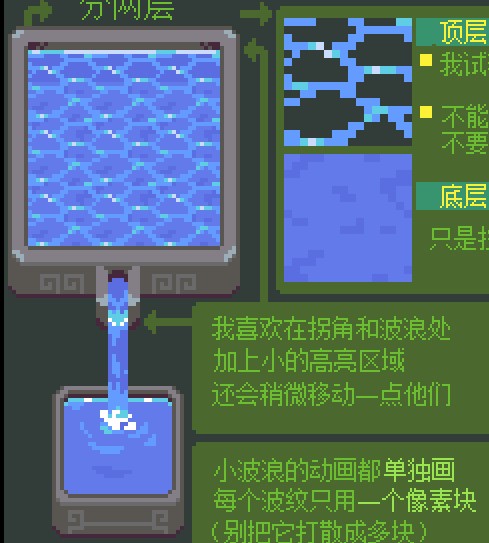 分两层
顶层
我试
不能
不要
底层
只是
我喜欢在拐角和波浪处
加上小的高亮区域
还会稍微移动一点他们
小波浪的动画都单独画
每个波纹只用一个像素块
(别把它打散成多块)